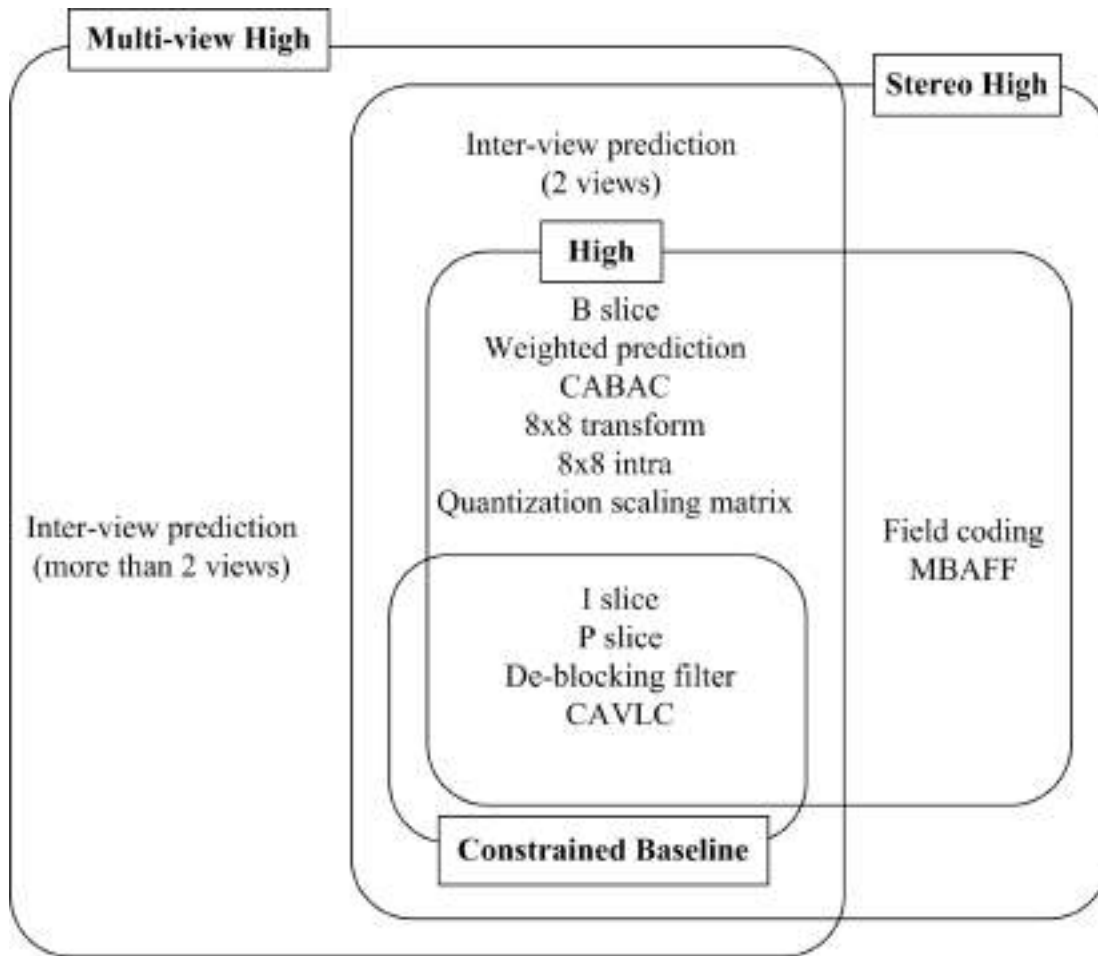 Multi-view High
Stereo High
Inter-view prediction
(2 views)
High
B slice
Weighted prediction
CABAC
8x8 transform
8x8 intra
Quantization scaling matrix
Inter-view prediction
(more than 2 views)
Field coding
MBAFF
I slice
P slice
De-blocking filter
CAVLC
Constrained Baseline